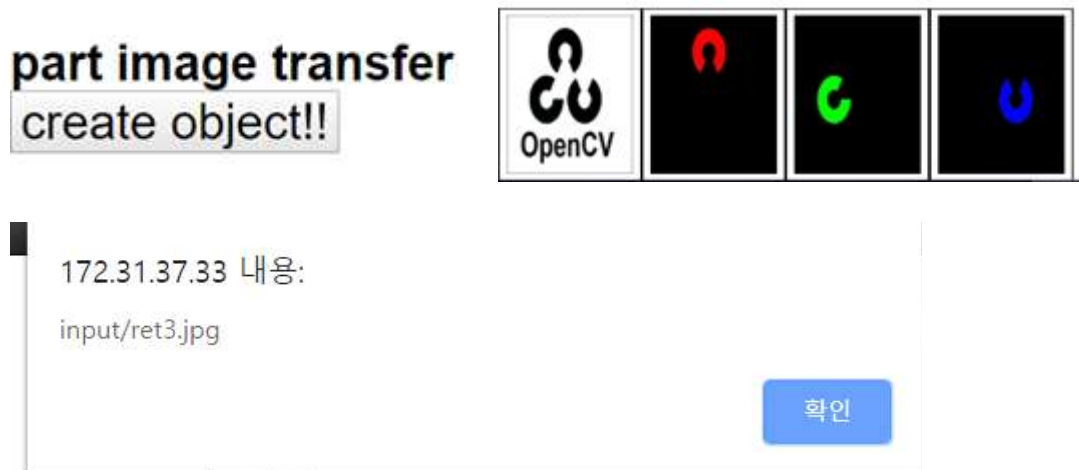 part image transfer
create object!!
OpenCV
172.31.37.33 내용:
input/ret3.jpg
확인